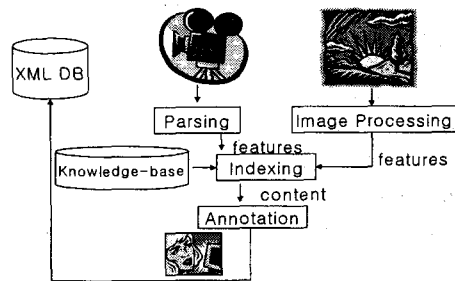 XML DB
Parsing
Image Processing
features
features
Knowledge-base
Indexing
content
Annotation